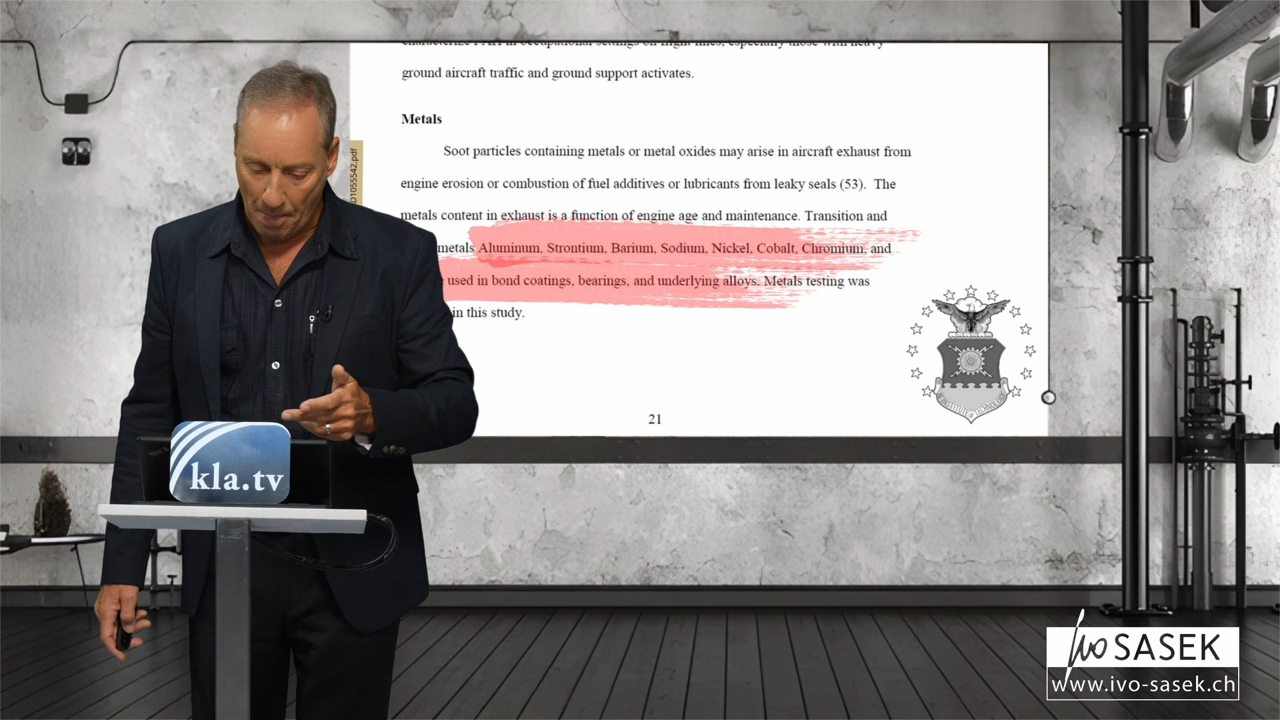 ground aircraft traffic and ground support activates.
Metals
Soot particles containing metals or metal oxides may arise in aircraft exhaust from
engine erosion or combustion of fuel additives or lubricants from leaky seals (53). The
metals content in exhaust is a function of engine age and maintenance. Transition and
metals Aluminum, Strontium, Barium, Sodium, Nickel, Cobalt, Chromium, and
used in bond coatings, bearings, and underlying alloys. Metals testing was
in this study.
21
D1055542.pdf
kla.tv
Ivo SASEK
www.ivo-sasek.ch